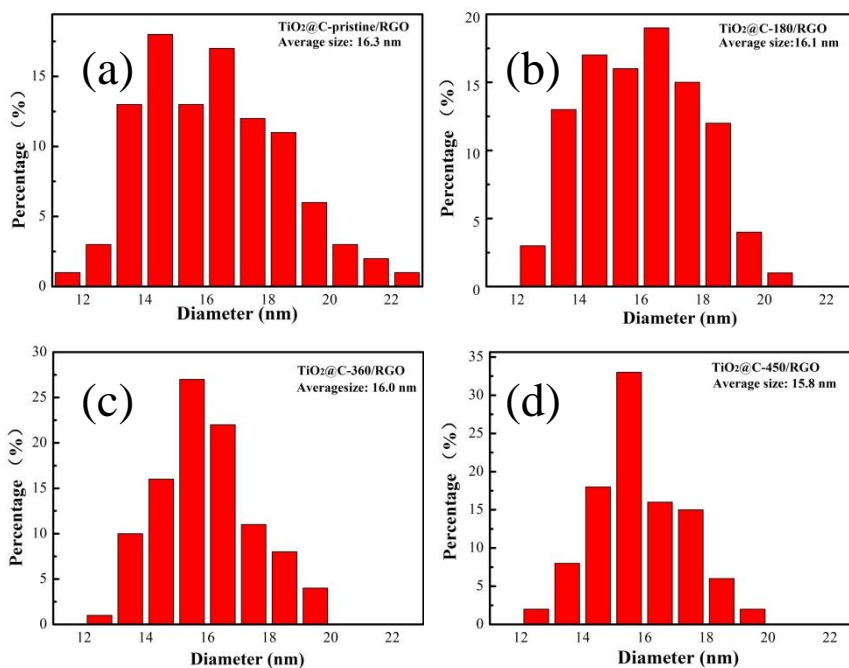 TiO2@C-pristine/RGO
Average size: 16.3 nm
(a)
Percentage (%)
15
10
5
0
12 14 16 18 20 22
Diameter (nm)
TiO2@C-180/RGO
Average size:16.1 nm
(b)
Percentage (%)
20
15
10
5
0
12 14 16 18 20 22
Diameter (nm)
TiO2@C-360/RGO
Averagesize: 16.0 nm
(c)
Percentage (%)
30
25
20
15
10
5
0
12 14 16 18 20 22
Diameter (nm)
TiO2@C-450/RGO
Average size: 15.8 nm
(d)
Percentage (%)
35
30
25
20
15
10
5
0
12 14 16 18 20 22
Diameter (nm)